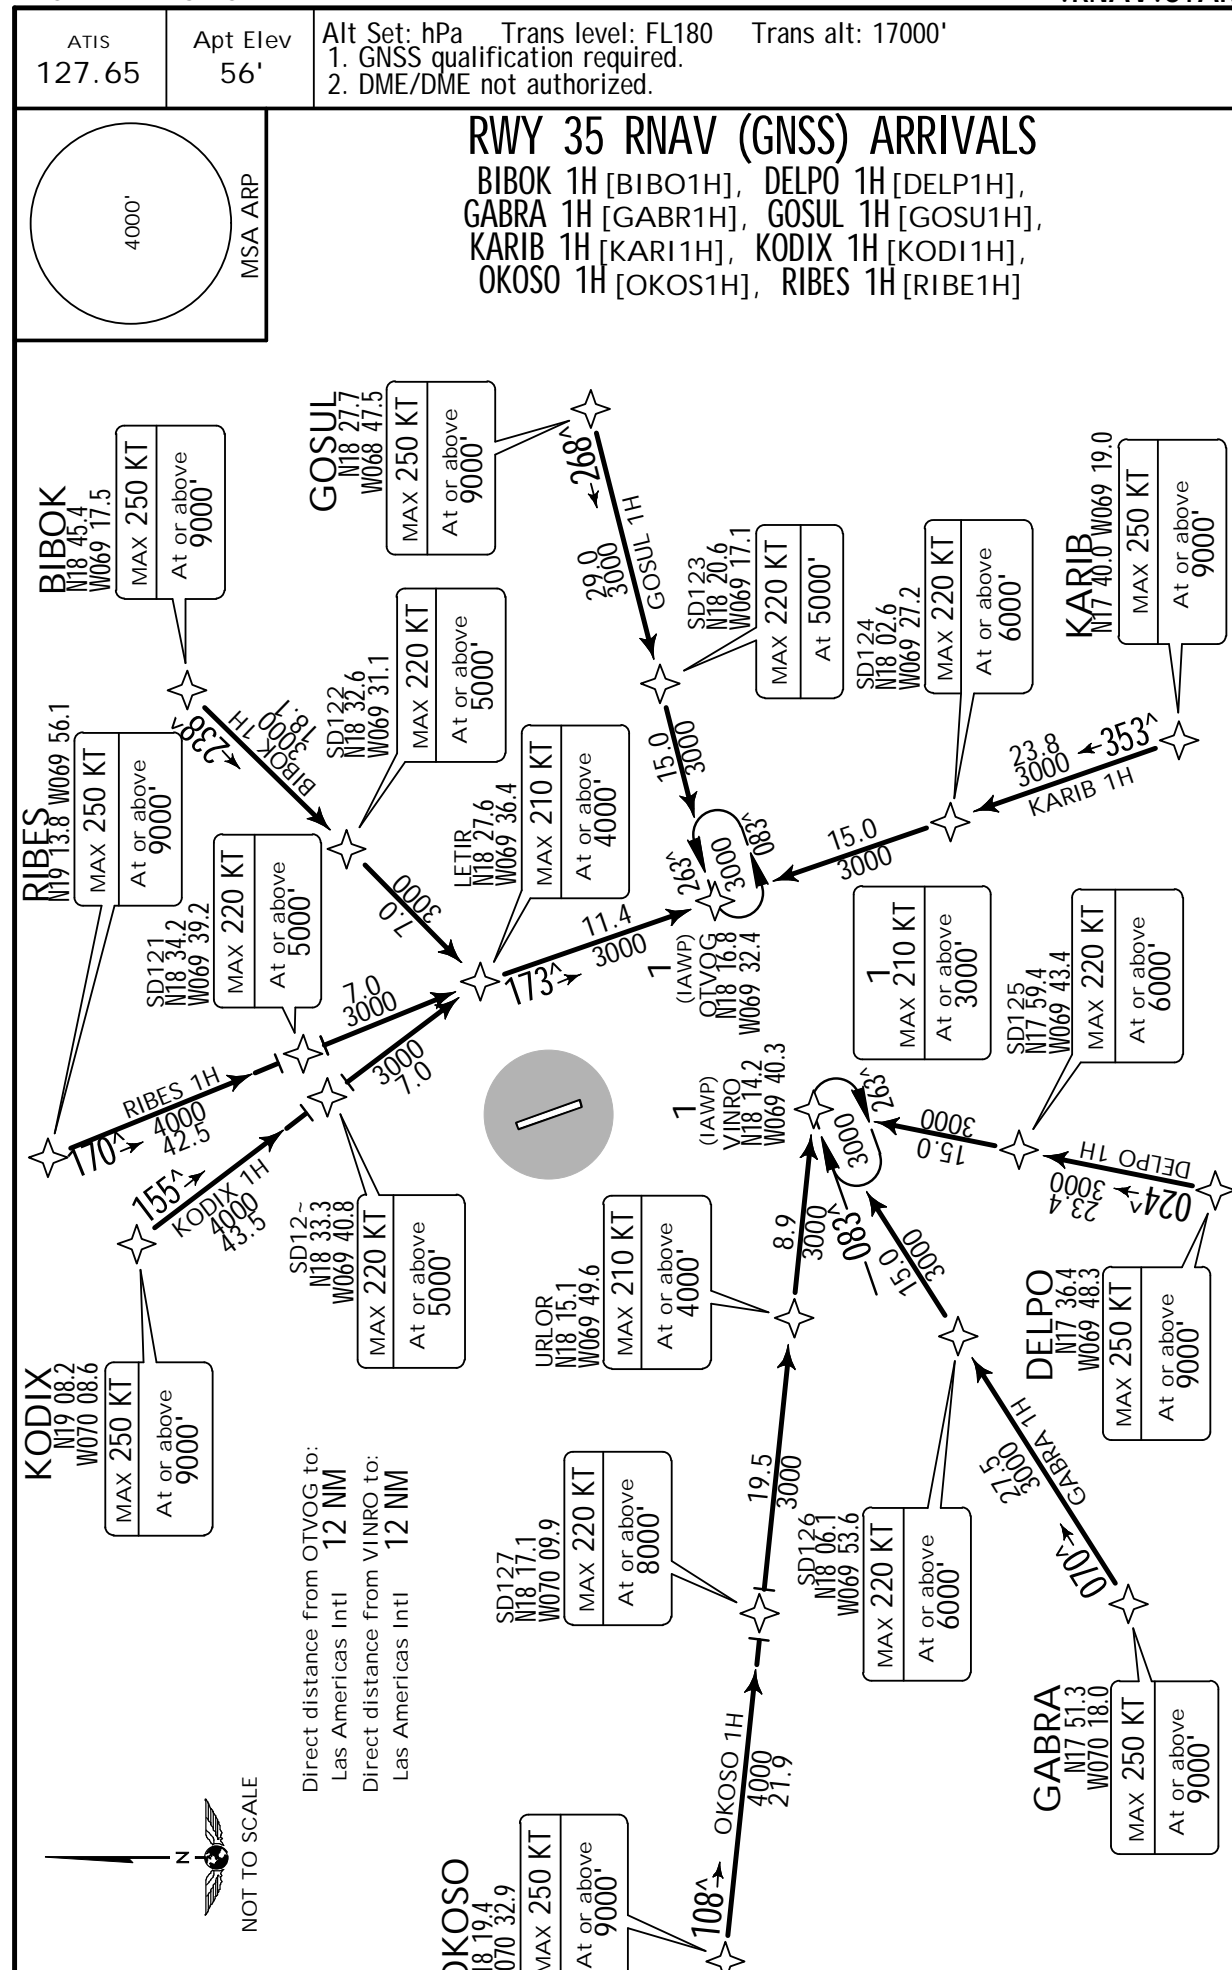 ATIS
127.65
Apt Elev
56'
Alt Set: hPa Trans level: FL180 Trans alt: 17000'
1. GNSS qualification required.
2. DME/DME not authorized.
4000'
MSA ARP
RWY 35 RNAV (GNSS) ARRIVALS
BIBOK 1H [BIBO1H], DELPO 1H [DELP1H],
GABRA 1H [GABR1H], GOSUL 1H [GOSU1H],
KARIB 1H [KARI1H], KODIX 1H [KODI1H],
OKOSO 1H [OKOS1H], RIBES 1H [RIBE1H]
GOSUL
N18 27.7
W068 47.5
MAX 250 KT
At or above
9000'
268^
29.0
3000
GOSUL 1H
BIBOK
N18 45.4
W069 17.5
MAX 250 KT
At or above
9000'
238^
BIBOK 1H
3000
18.1
KARIB
N17 40.0 W069 19.0
MAX 250 KT
At or above
9000'
353^
23.8
3000
KARIB 1H
SD123
N18 20.6
W069 17.1
MAX 220 KT
At 5000'
15.0
3000
SD124
N18 02.6
W069 27.2
MAX 220 KT
At or above
6000'
15.0
3000
SD122
N18 32.6
W069 31.1
MAX 220 KT
At or above
5000'
7.0
3000
RIBES
N19 13.8 W069 56.1
MAX 250 KT
At or above
9000'
170^
RIBES 1H
4000
42.5
SD121
N18 34.2
W069 39.2
MAX 220 KT
At or above
5000'
7.0
3000
LETIR
N18 27.6
W069 36.4
MAX 210 KT
At or above
4000'
173^
11.4
3000
263^
3000
083^
1
(IAWP)
OTVOG
N18 16.8
W069 32.4
1
MAX 210 KT
At or above
3000'
SD125
N17 59.4
W069 43.4
MAX 220 KT
At or above
6000'
3000
15.0
1
(IAWP)
VINRO
N18 14.2
W069 40.3
263^
3000
083^
KODIX
N19 08.2
W070 08.6
MAX 250 KT
At or above
9000'
155^
KODIX 1H
4000
43.5
SD12~
N18 33.3
W069 40.8
MAX 220 KT
At or above
5000'
3000
7.0
DELPO
N17 36.4
W069 48.3
MAX 250 KT
At or above
9000'
024^
DELPO 1H
3000
23.4
URLOR
N18 15.1
W069 49.6
MAX 210 KT
At or above
4000'
8.9
3000
SD126
N18 06.1
W069 53.6
MAX 220 KT
At or above
6000'
15.0
3000
SD127
N18 17.1
W070 09.9
MAX 220 KT
At or above
8000'
19.5
3000
GABRA
N17 51.3
W070 18.0
MAX 250 KT
At or above
9000'
070^
GABRA 1H
3000
27.5
OKOSO
18 19.4
070 32.9
MAX 250 KT
At or above
9000'
108^
OKOSO 1H
4000
21.9
Direct distance from OTVOG to:
Las Americas Intl 12 NM
Direct distance from VINRO to:
Las Americas Intl 12 NM
N
NOT TO SCALE